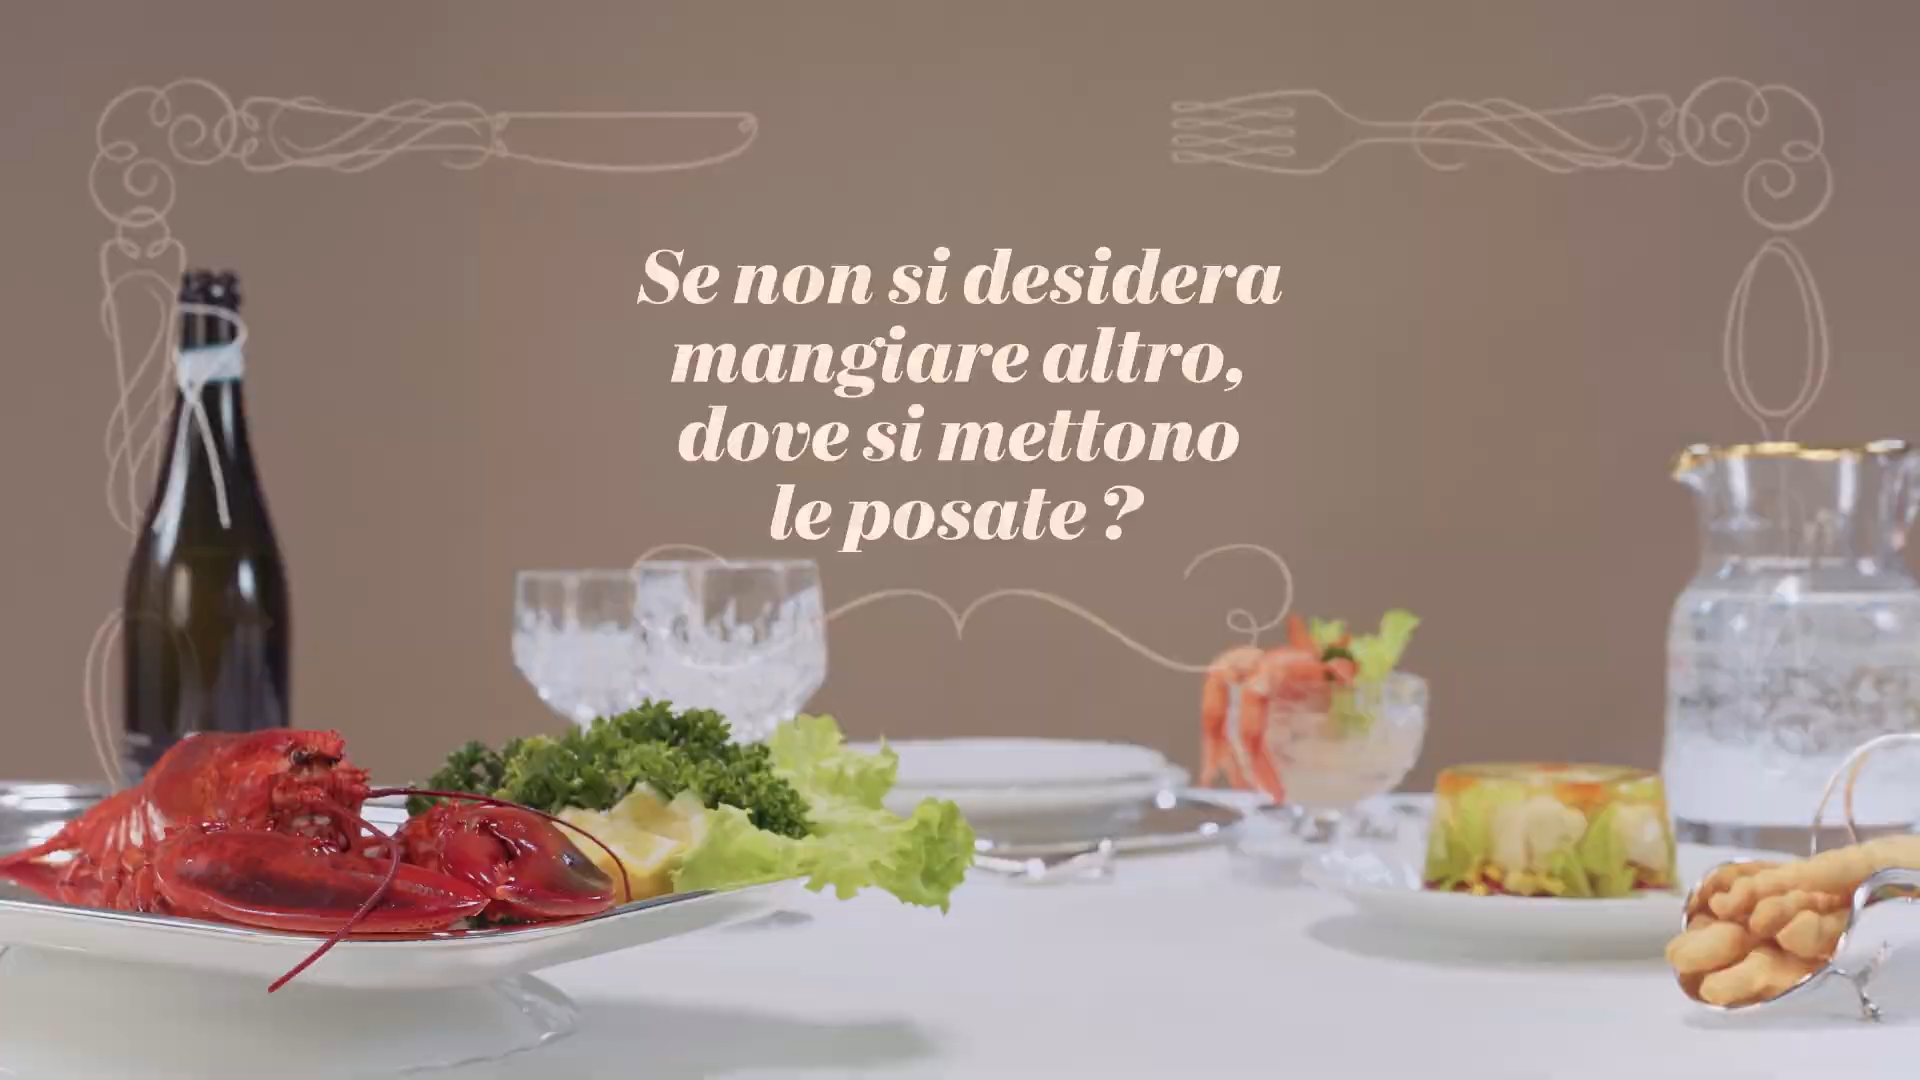 Se non si desidera
mangiare altro,
dove si mettono
le posate ?